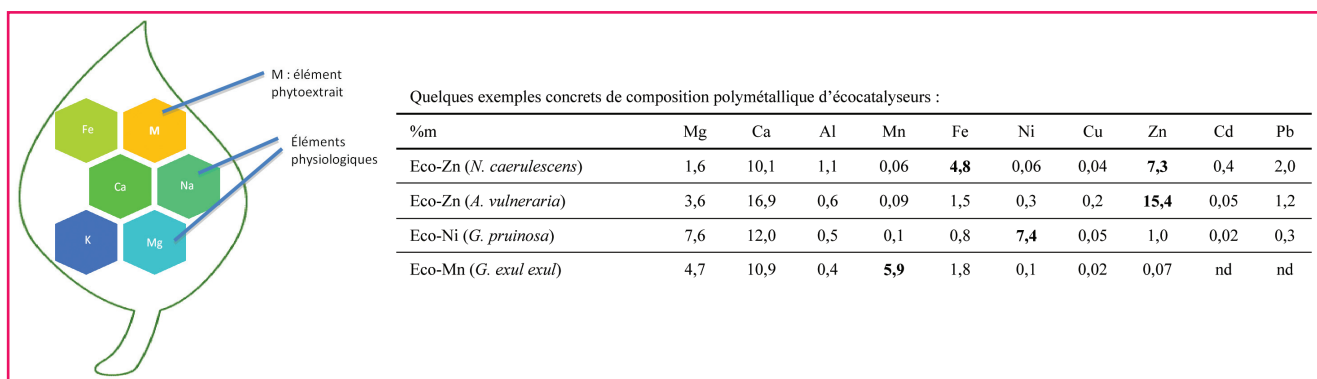 M : élément
phytoextrait
Éléments
physiologiques
Fe
M
Ca
Na
K
Mg
Quelques exemples concrets de composition polymétallique d’écocatalyseurs :
%m Mg Ca Al Mn Fe Ni Cu Zn Cd Pb
Eco-Zn (N. caerulescens) 1,6 10,1 1,1 0,06 4,8 0,06 0,04 7,3 0,4 2,0
Eco-Zn (A. vulneraria) 3,6 16,9 0,6 0,09 1,5 0,3 0,2 15,4 0,05 1,2
Eco-Ni (G. pruinosa) 7,6 12,0 0,5 0,1 0,8 7,4 0,05 1,0 0,02 0,3
Eco-Mn (G. exul exul) 4,7 10,9 0,4 5,9 1,8 0,1 0,02 0,07 nd nd